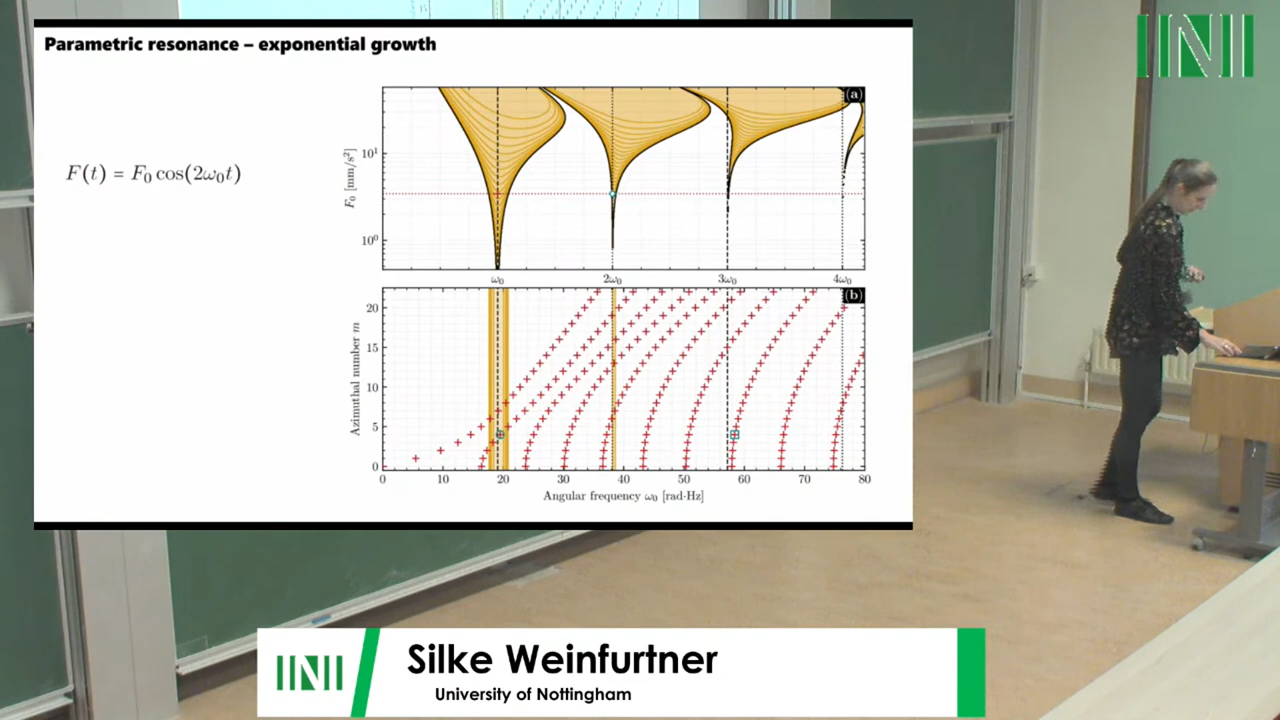 Parametric resonance – exponential growth
INI
F(t) = F₀ cos(2ω₀t)
(a)
F₀ [mm/s²]
10¹
10⁰
ω₀
2ω₀
3ω₀
4ω₀
(b)
Azimuthal number m
20
15
10
5
0
0 10 20 30 40 50 60 70 80
Angular frequency ω₀ [rad·Hz]
INI
Silke Weinfurtner
University of Nottingham